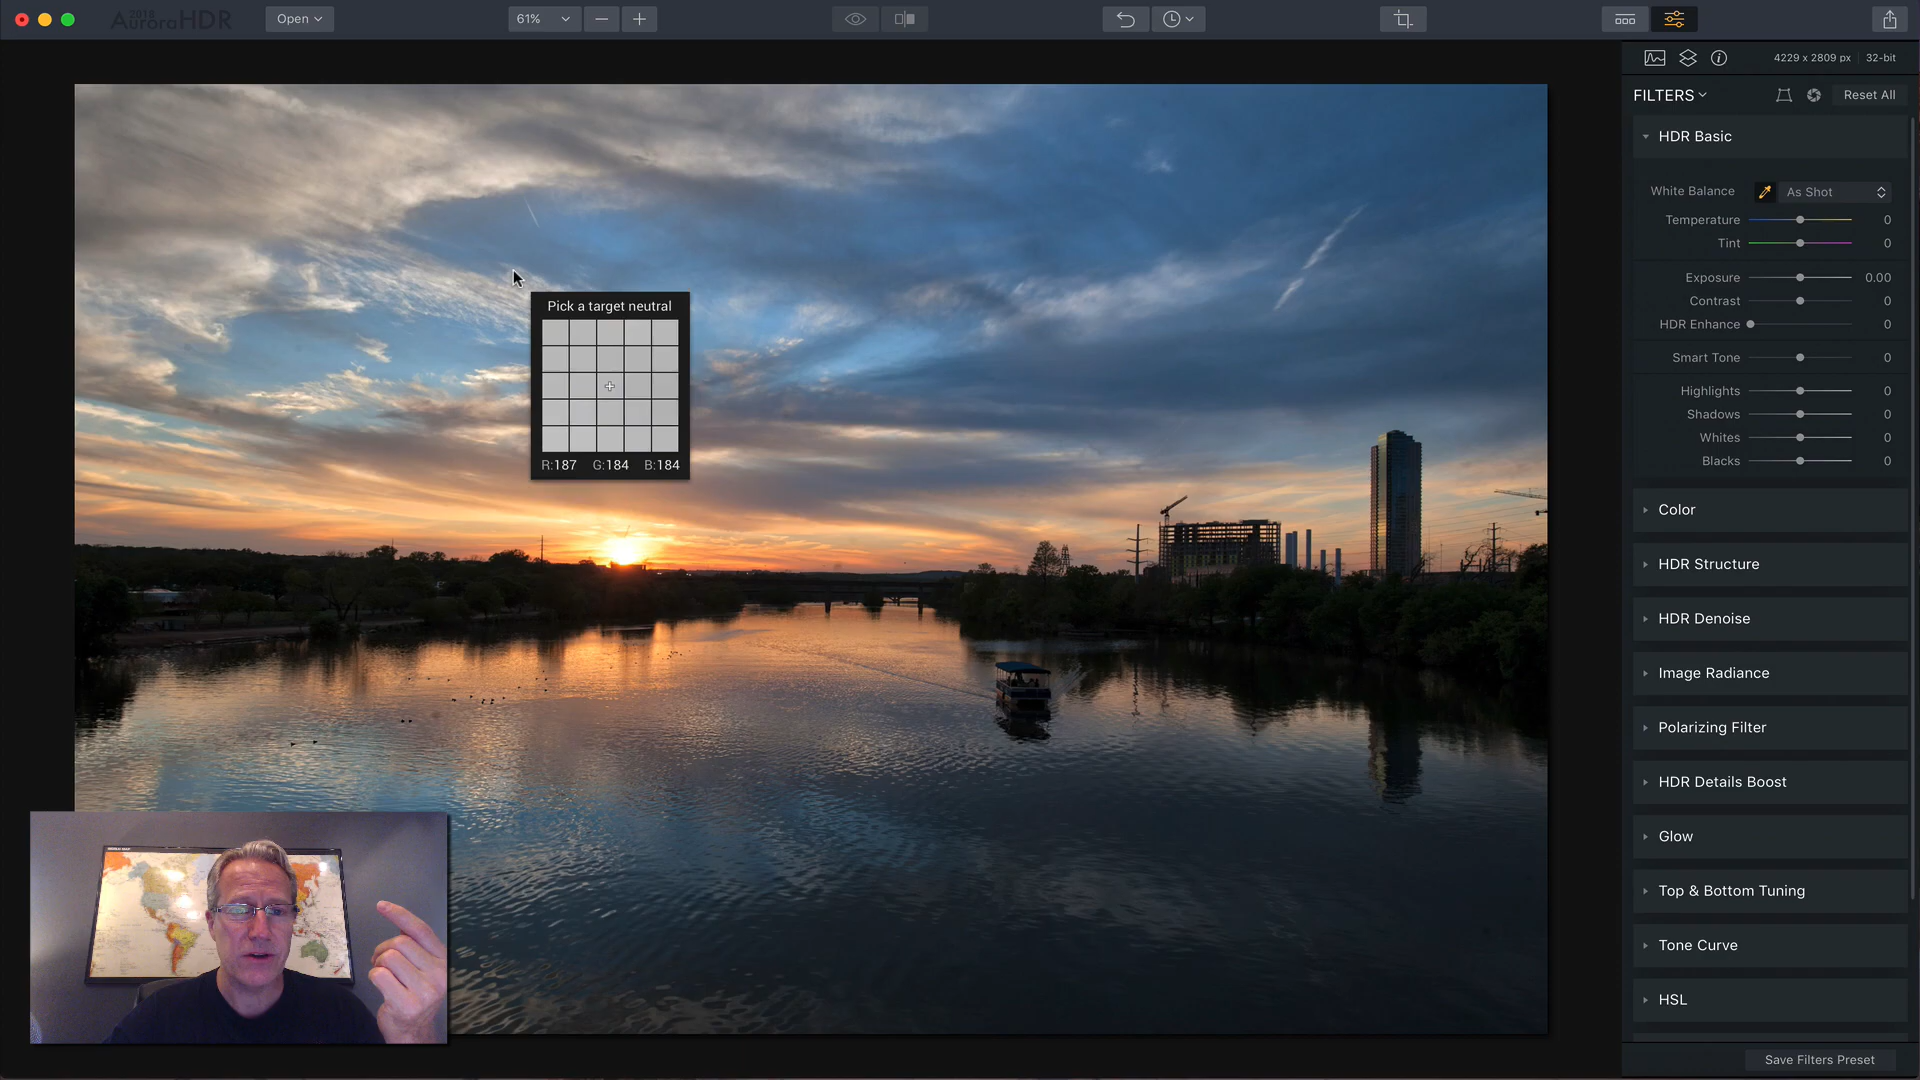 2018
AuroraHDR
Open
61%
4229 x 2809 px
32-bit
FILTERS
Reset All
HDR Basic
White Balance
As Shot
Temperature 0
Tint 0
Exposure 0.00
Contrast 0
HDR Enhance 0
Smart Tone 0
Highlights 0
Shadows 0
Whites 0
Blacks 0
Color
HDR Structure
HDR Denoise
Image Radiance
Polarizing Filter
HDR Details Boost
Glow
Top & Bottom Tuning
Tone Curve
HSL
Save Filters Preset
Pick a target neutral
R:187 G:184 B:184